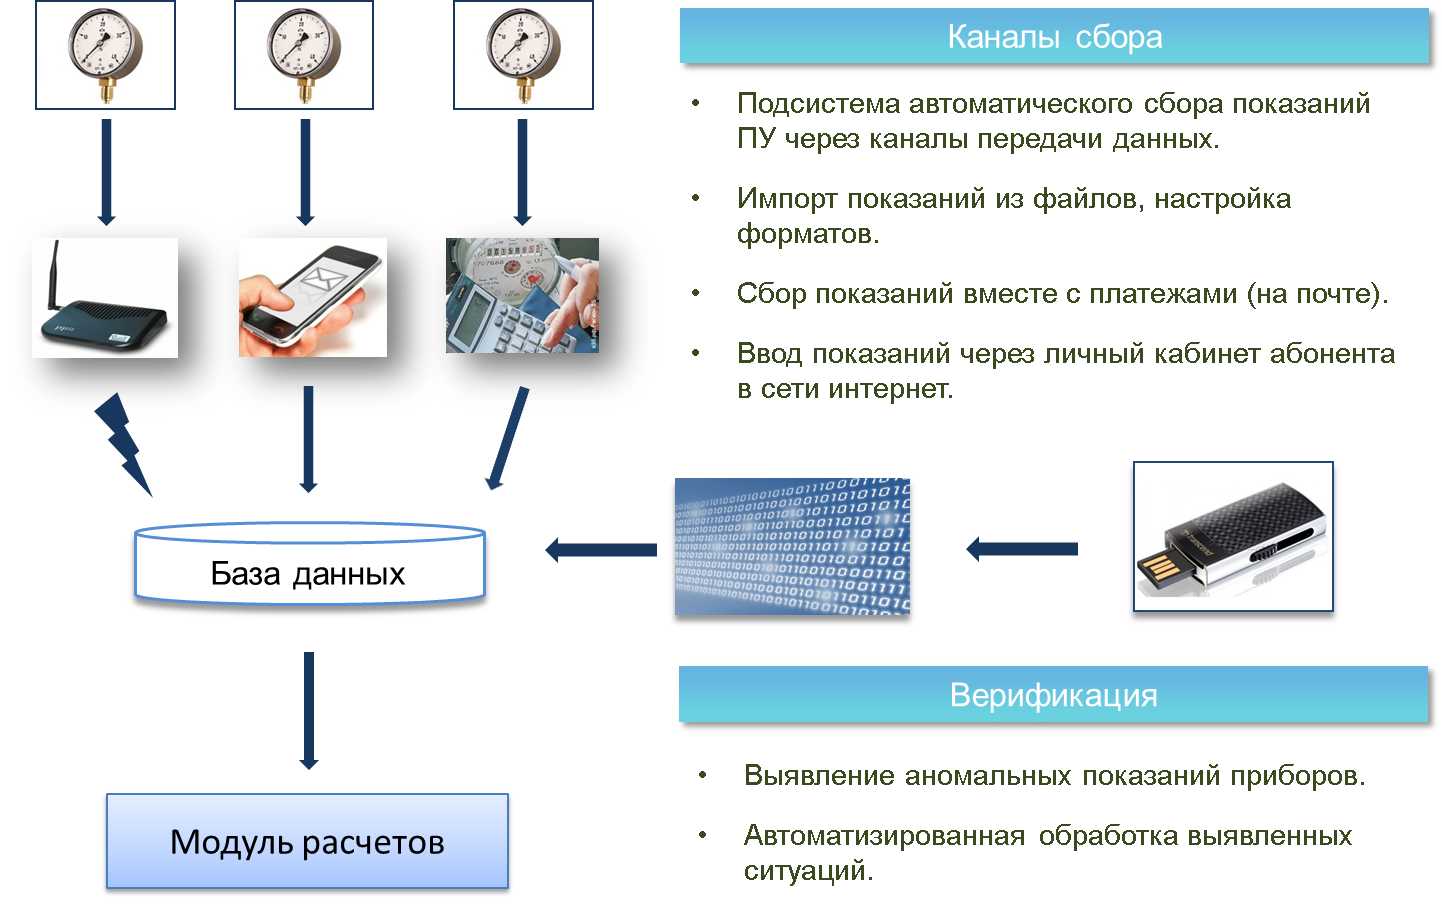 Каналы сбора
• Подсистема автоматического сбора показаний
ПУ через каналы передачи данных.
• Импорт показаний из файлов, настройка
форматов.
• Сбор показаний вместе с платежами (на почте).
• Ввод показаний через личный кабинет абонента
в сети интернет.
Transcend
База данных
Верификация
• Выявление аномальных показаний приборов.
• Автоматизированная обработка выявленных
ситуаций.
Модуль расчетов